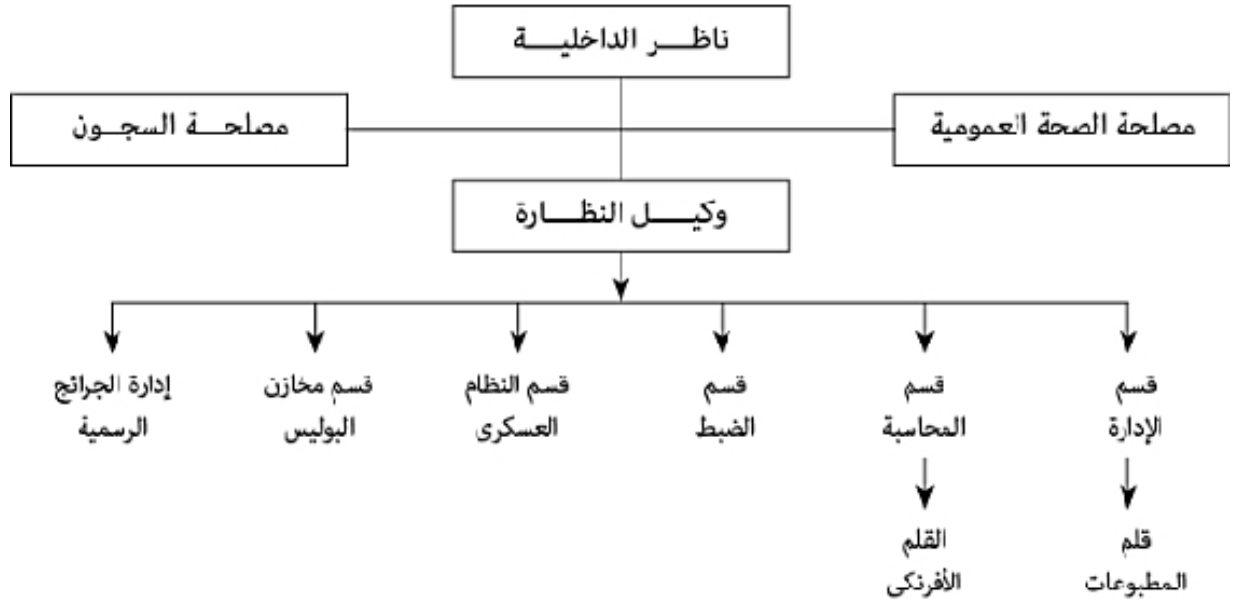 ناظر الداخلية
مصلحة الصحة العمومية
مصلحة السجون
وكيل النظارة
قسم
الإدارة
قسم
المحاسبة
قسم
الضبط
قسم النظام
العسكرى
قسم مخازن
البوليس
إدارة الجرائح
الرسمية
قلم
المطبوعات
القلم
الأفرنكى